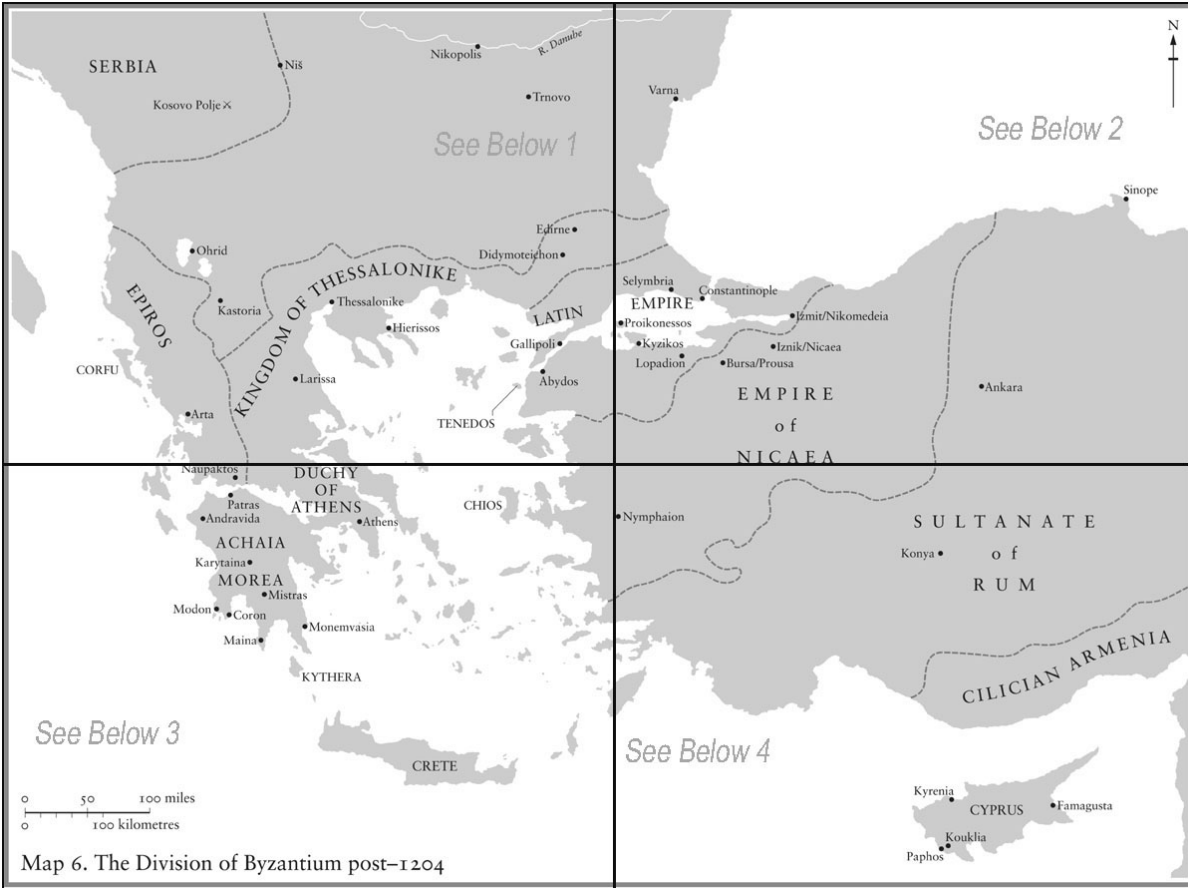 N
R. Danube
Nikopolis
Niš
SERBIA
Trnovo
Varna
Kosovo Polje
See Below 1
See Below 2
Sinope
Edirne
Ohrid
Didymoteichon
KINGDOM OF THESSALONIKE
Selymbria
Constantinople
EPIROS
Kastoria
Thessalonike
EMPIRE
LATIN
Izmit/Nikomedeia
Proikonessos
Hierissos
Gallipoli
Kyzikos
Iznik/Nicaea
Lopadion
Bursa/Prousa
CORFU
Larissa
Abydos
Ankara
EMPIRE
of
NICAEA
Arta
TENEDOS
Naupaktos
DUCHY
OF
ATHENS
Patras
CHIOS
Andravida
Athens
Nymphaion
SULTANATE
of
RUM
ACHAIA
Konya
Karytaina
MOREA
Mistras
Modon
Coron
Monemvasia
Maina
CILICIAN ARMENIA
KYTHERA
See Below 3
See Below 4
CRETE
Kyrenia
CYPRUS
Famagusta
Kouklia
Paphos
0 50 100 miles
0 100 kilometres
Map 6. The Division of Byzantium post–1204